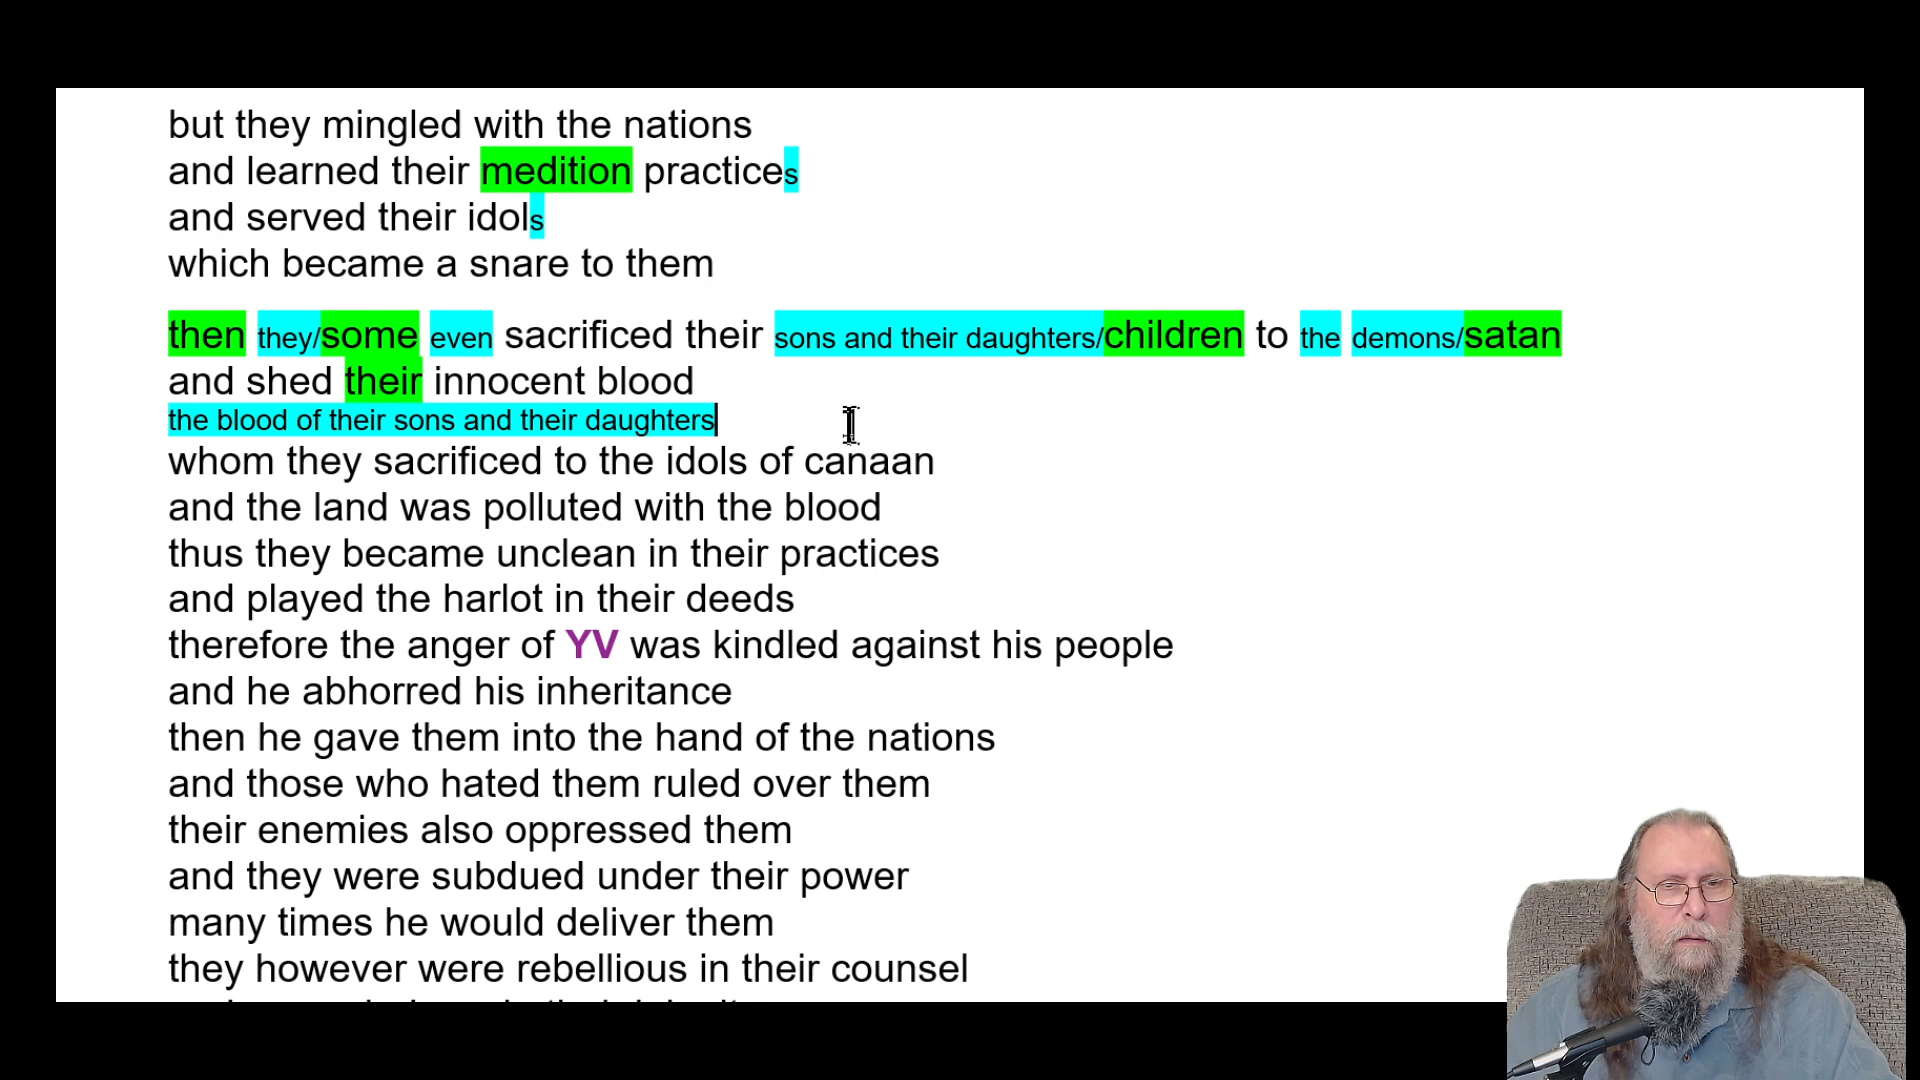 but they mingled with the nations
and learned their medition practices
and served their idols
which became a snare to them
then they/some even sacrificed their sons and their daughters/children to the demons/satan
and shed their innocent blood
the blood of their sons and their daughters
whom they sacrificed to the idols of canaan
and the land was polluted with the blood
thus they became unclean in their practices
and played the harlot in their deeds
therefore the anger of YV was kindled against his people
and he abhorred his inheritance
then he gave them into the hand of the nations
and those who hated them ruled over them
their enemies also oppressed them
and they were subdued under their power
many times he would deliver them
they however were rebellious in their counsel